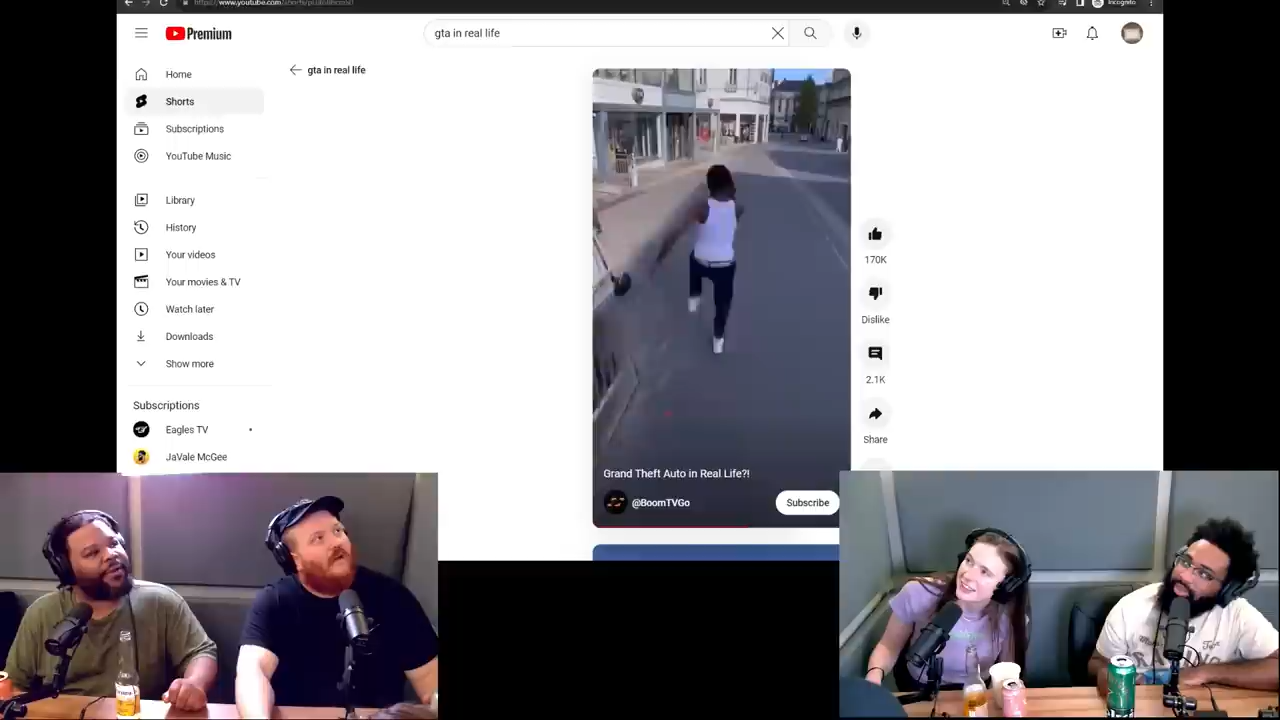 Incognito
Premium
gta in real life
gta in real life
Home
Shorts
Subscriptions
YouTube Music
Library
History
Your videos
Your movies & TV
Watch later
Downloads
Show more
Subscriptions
Eagles TV
JaVale McGee
170K
Dislike
2.1K
Share
Grand Theft Auto in Real Life?!
@BoomTVGo
Subscribe